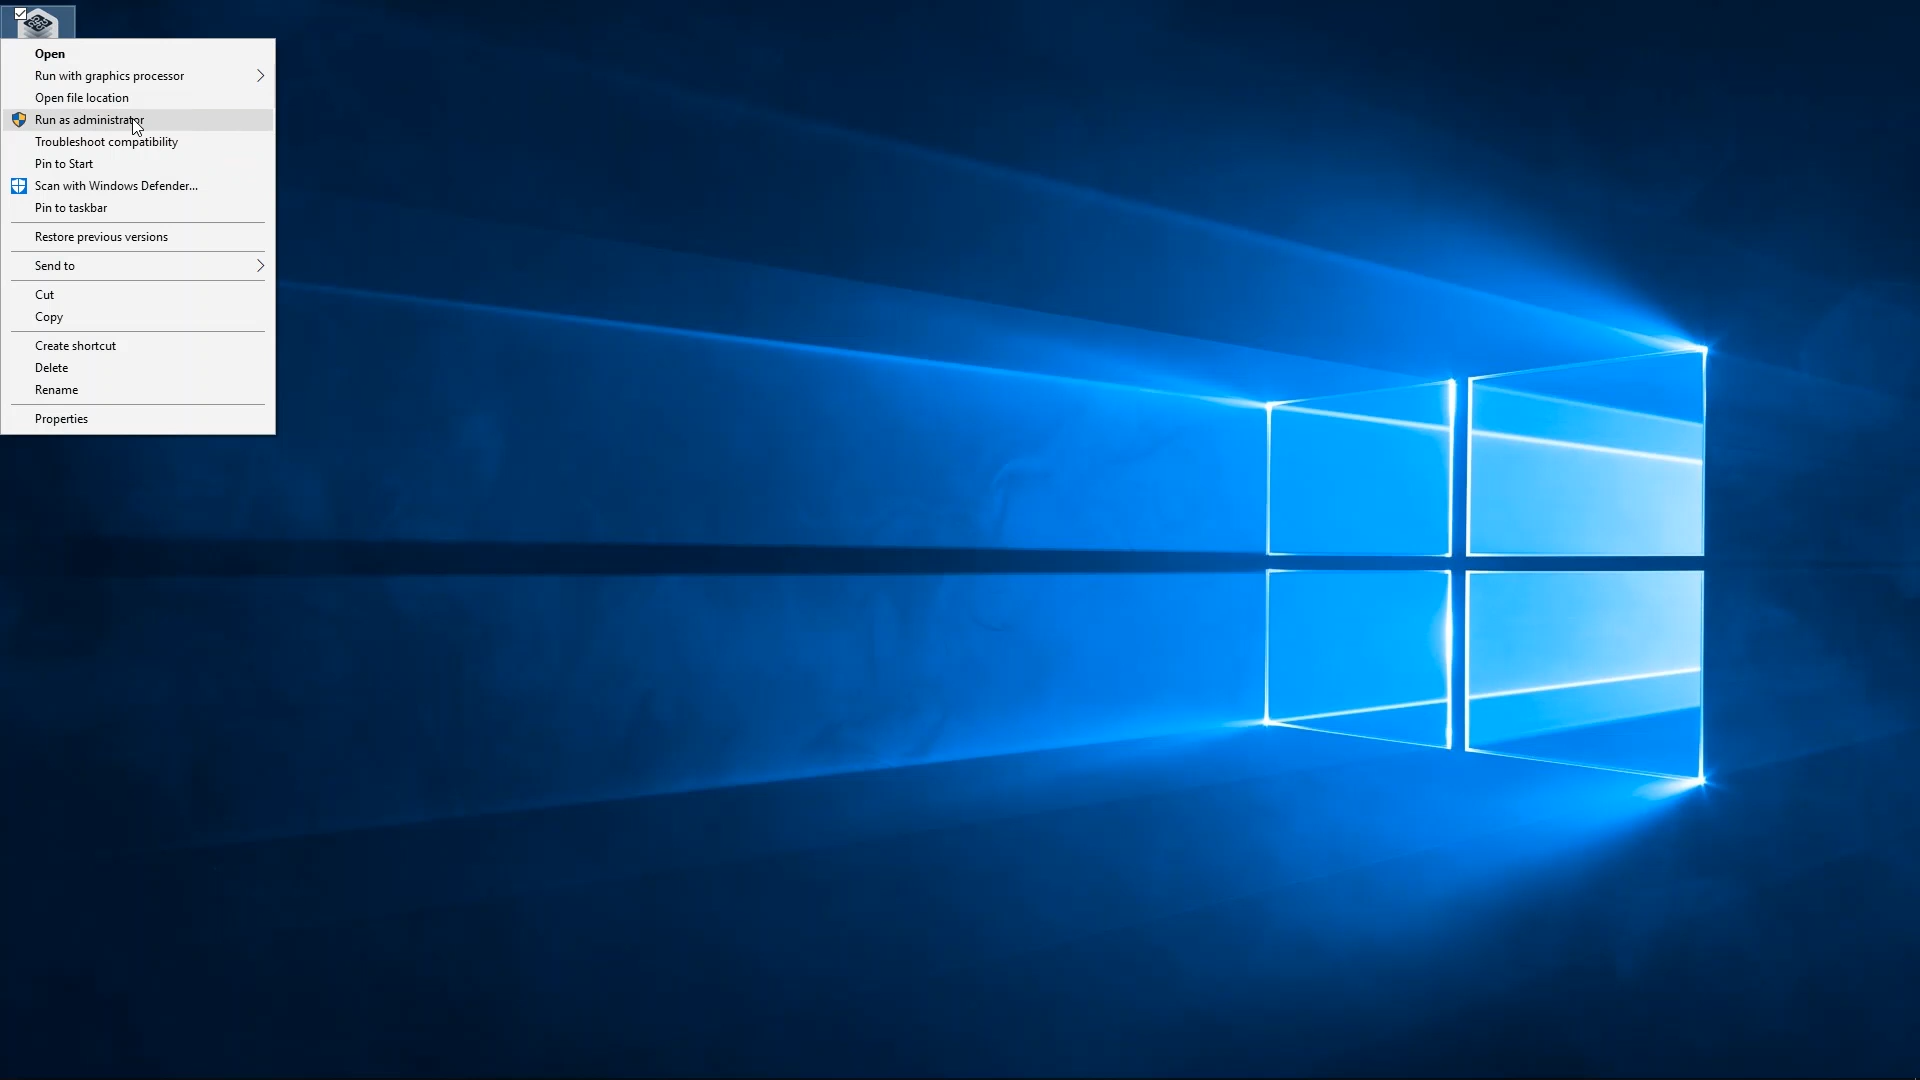 Open
Run with graphics processor
Open file location
Run as administrator
Troubleshoot compatibility
Pin to Start
Scan with Windows Defender...
Pin to taskbar
Restore previous versions
Send to
Cut
Copy
Create shortcut
Delete
Rename
Properties